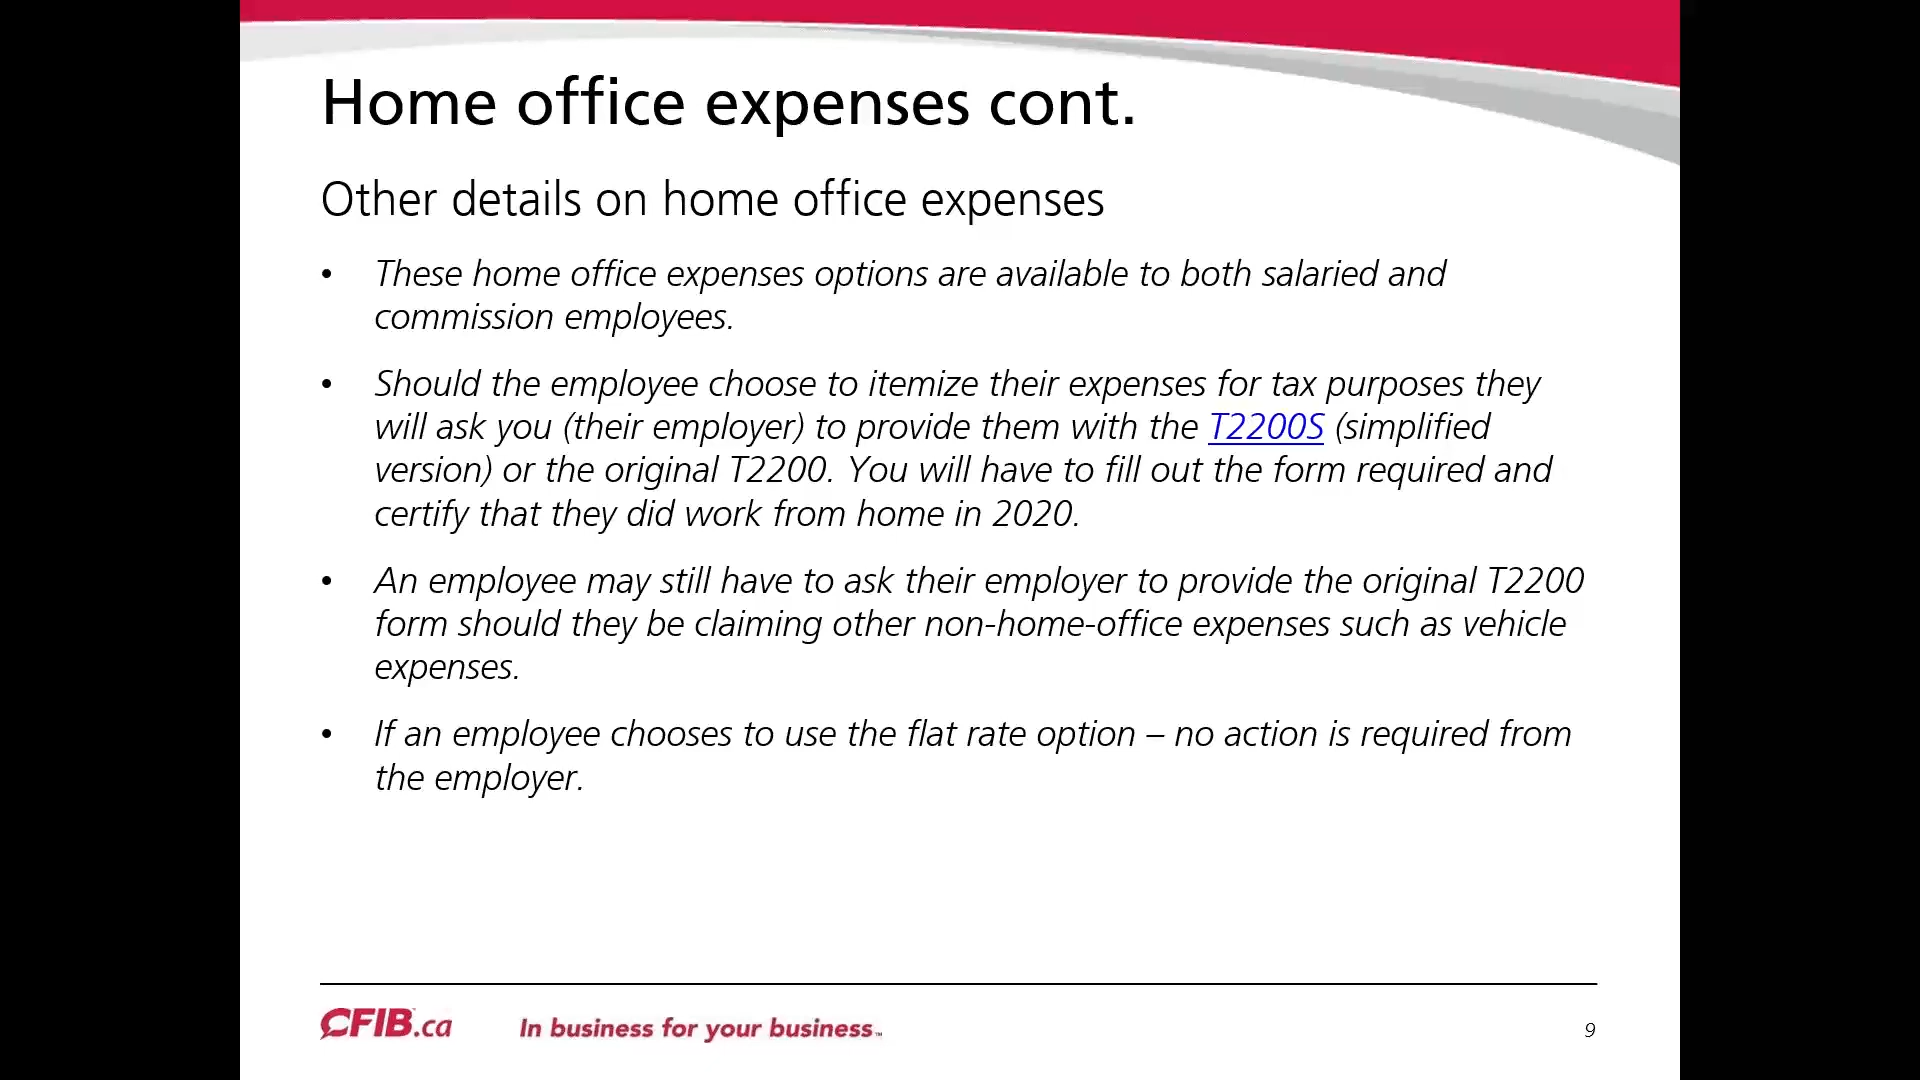 Home office expenses cont.
Other details on home office expenses
• These home office expenses options are available to both salaried and
commission employees.
• Should the employee choose to itemize their expenses for tax purposes they
will ask you (their employer) to provide them with the T2200S (simplified
version) or the original T2200. You will have to fill out the form required and
certify that they did work from home in 2020.
• An employee may still have to ask their employer to provide the original T2200
form should they be claiming other non-home-office expenses such as vehicle
expenses.
• If an employee chooses to use the flat rate option – no action is required from
the employer.
CFIB.ca In business for your business™ 9